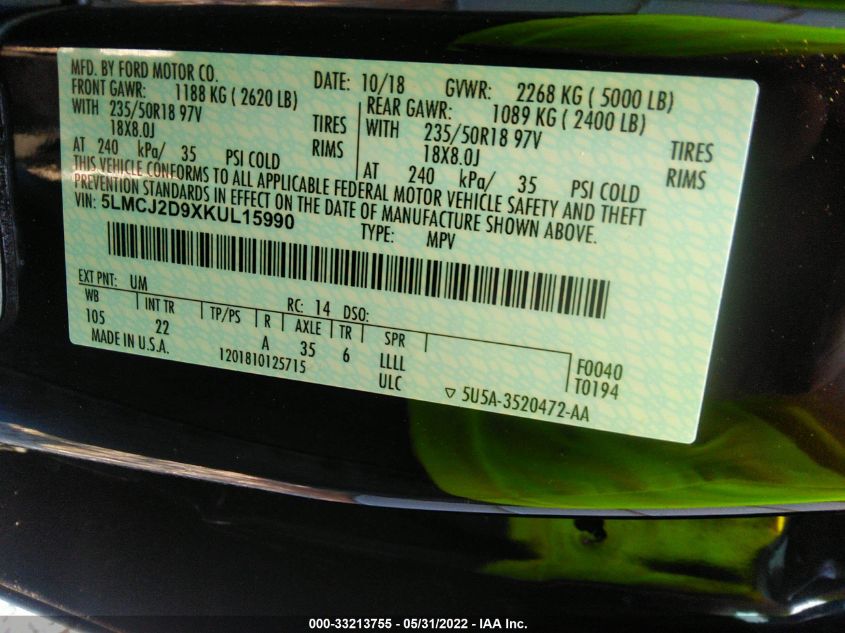 MFD. BY FORD MOTOR CO.
DATE: 10/18 GVWR: 2268 KG ( 5000 LB)
FRONT GAWR: 1188 KG ( 2620 LB)
REAR GAWR: 1089 KG ( 2400 LB)
WITH 235/50R18 97V TIRES
WITH 235/50R18 97V TIRES
18X8.0J RIMS
18X8.0J RIMS
AT 240 kPa/ 35 PSI COLD
AT 240 kPa/ 35 PSI COLD
THIS VEHICLE CONFORMS TO ALL APPLICABLE FEDERAL MOTOR VEHICLE SAFETY AND THEFT
PREVENTION STANDARDS IN EFFECT ON THE DATE OF MANUFACTURE SHOWN ABOVE.
VIN: 5LMCJ2D9XKUL15990
TYPE: MPV
EXT PNT: UM RC: 14 DSO:
WB INT TR TP/PS R AXLE TR SPR
105 22 A 35 6 LLLL F0040
MADE IN U.S.A. 1201810125715 ULC T0194
▽ 5U5A-3520472-AA
000-33213755 - 05/31/2022 - IAA Inc.